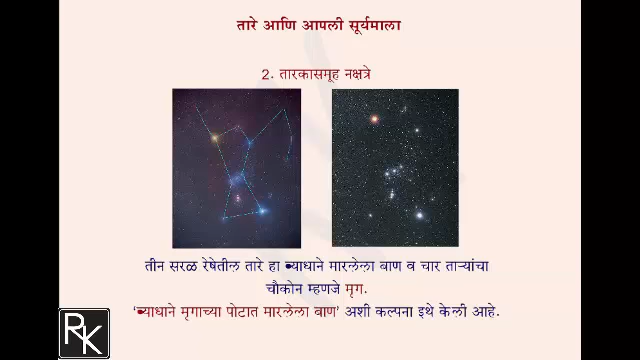 तारे आणि आपली सूर्यमाला
2. तारकासमूह नक्षत्रे
तीन सरळ रेषेतील तारे हा व्याधाने मारलेला बाण व चार ताऱ्यांचा
चौकोन म्हणजे मृग.
'व्याधाने मृगाच्या पोटात मारलेला बाण' अशी कल्पना इथे केली आहे.
RK